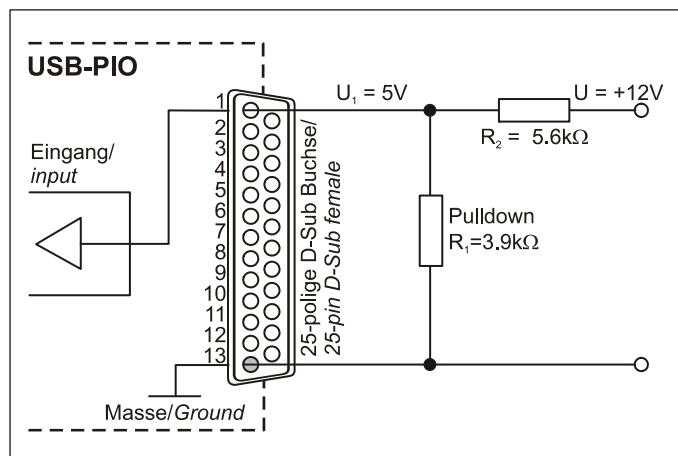 USB-PIO
Eingang/
input
1
2
3
4
5
6
7
8
9
10
11
12
13
Masse/Ground
25-polige D-Sub Buchse/
25-pin D-Sub female
U₁ = 5V
U = +12V
R₂ = 5.6kΩ
Pulldown
R₁=3.9kΩ